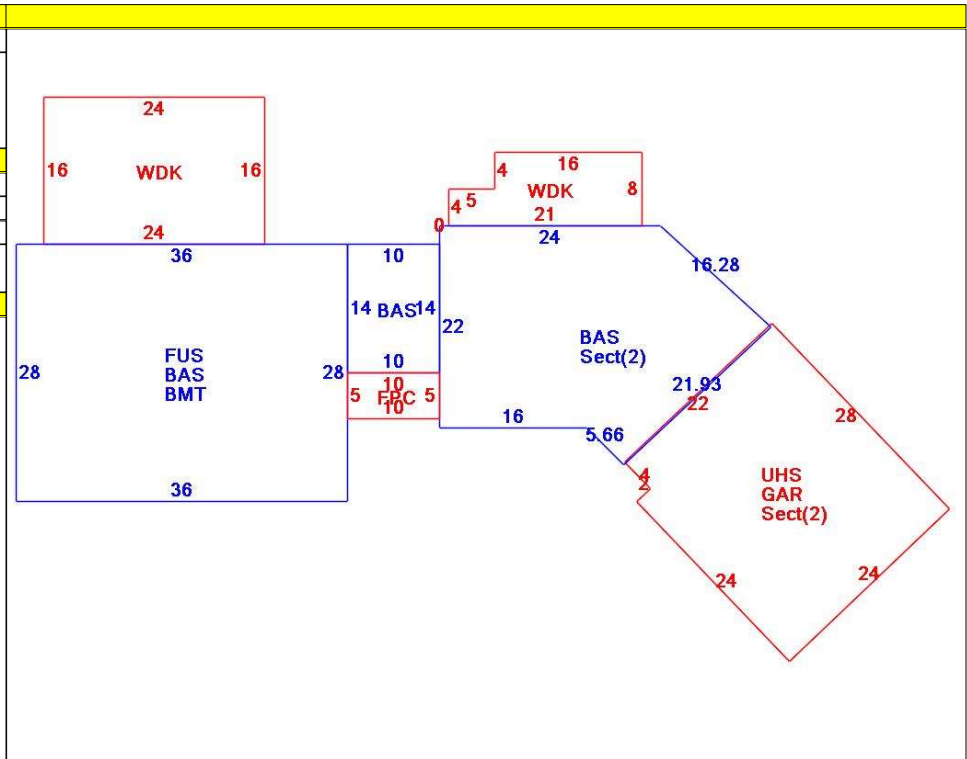 24
16 WDK 16
24
4 16
WDK 8
4 5
0 21
24
36 10
16.28
14 BAS 14
22
BAS
Sect(2)
FUS
BAS
BMT
28 28
10
10
5 FPC 5
10
21.93
22
28
16
5.66
4
2
UHS
GAR
Sect(2)
36
24 24